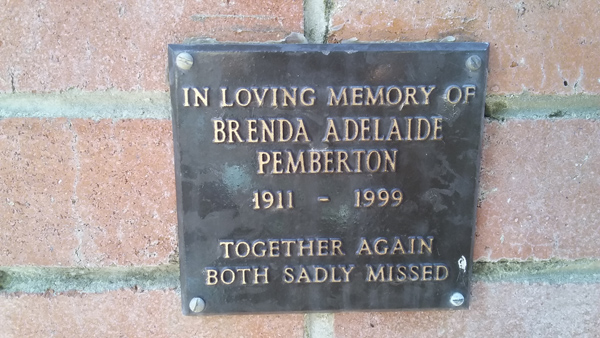 IN LOVING MEMORY OF
BRENDA ADELAIDE
PEMBERTON
1911 - 1999
TOGETHER AGAIN
BOTH SADLY MISSED